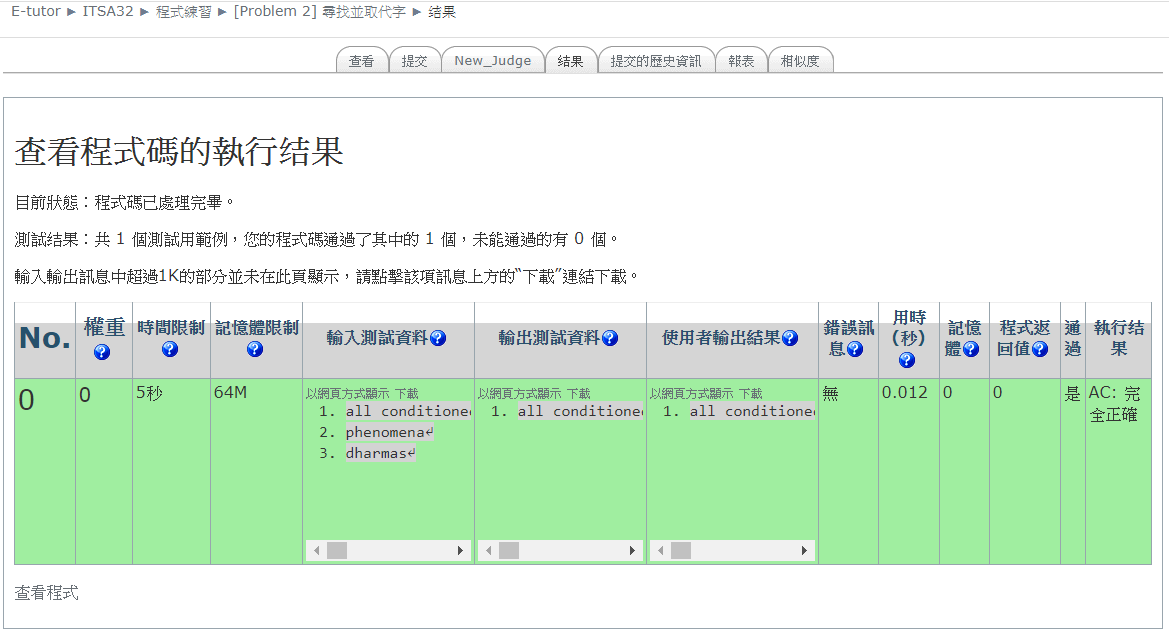 E-tutor ► ITSA32 ► 程式練習 ► [Problem 2] 尋找並取代字 ► 结果
查看 提交 New_Judge 结果 提交的歷史資訊 報表 相似度
查看程式碼的執行结果
目前狀態：程式碼已處理完畢。
測試结果：共 1 個測試用範例，您的程式碼通過了其中的 1 個，未能通過的有 0 個。
輸入輸出訊息中超過1K的部分並未在此頁顯示，請點擊該項訊息上方的“下載”連结下載。
No. 權重 時間限制 記憶體限制 輸入測試資料 輸出測試資料 使用者輸出结果 錯誤訊息 用時(秒) 記憶體 程式返回值 通過 執行结果
0 0 5秒 64M 以網頁方式顯示 下載 以網頁方式顯示 下載 以網頁方式顯示 下載 無 0.012 0 0 是 AC: 完全正確
1. all conditioned 1. all conditioned 1. all conditioned
2. phenomena↵
3. dharmas↵
查看程式